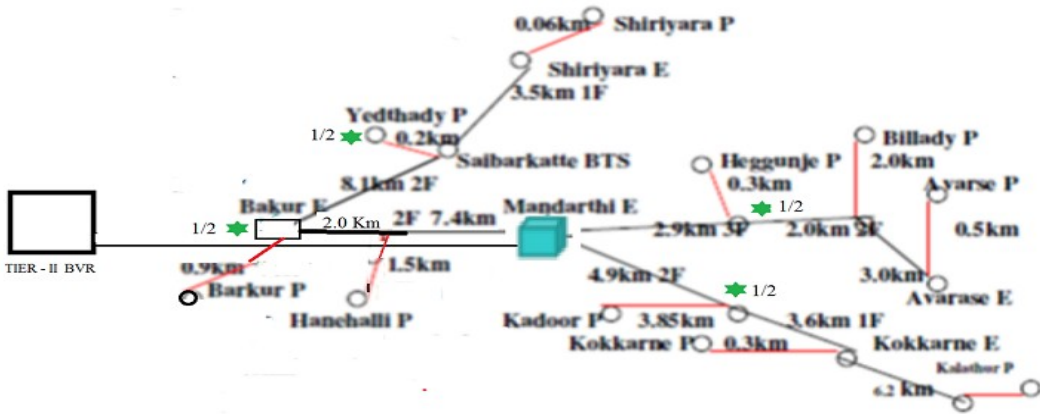 0.06km Shiriyara P
Shiriyara E
3.5km 1F
Yedthady P
1/2 0.2km
Saibarkatte BTS
Billady P
Heggunje P 2.0km
0.3km
Avarse P
8.1km 2F
Bakur E
1/2
2.0 Km 2F 7.4km
Mandarthi E
1/2
2.9km 3F 2.0km 2F
0.5km
TIER - II BVR
0.9km
1.5km
4.9km 2F
3.0km
Barkur P
1/2
Avarase E
Hanehalli P
Kadoor P 3.85km 3.6km 1F
Kokkarne P 0.3km
Kokkarne E
Kalathur P
6.2 km